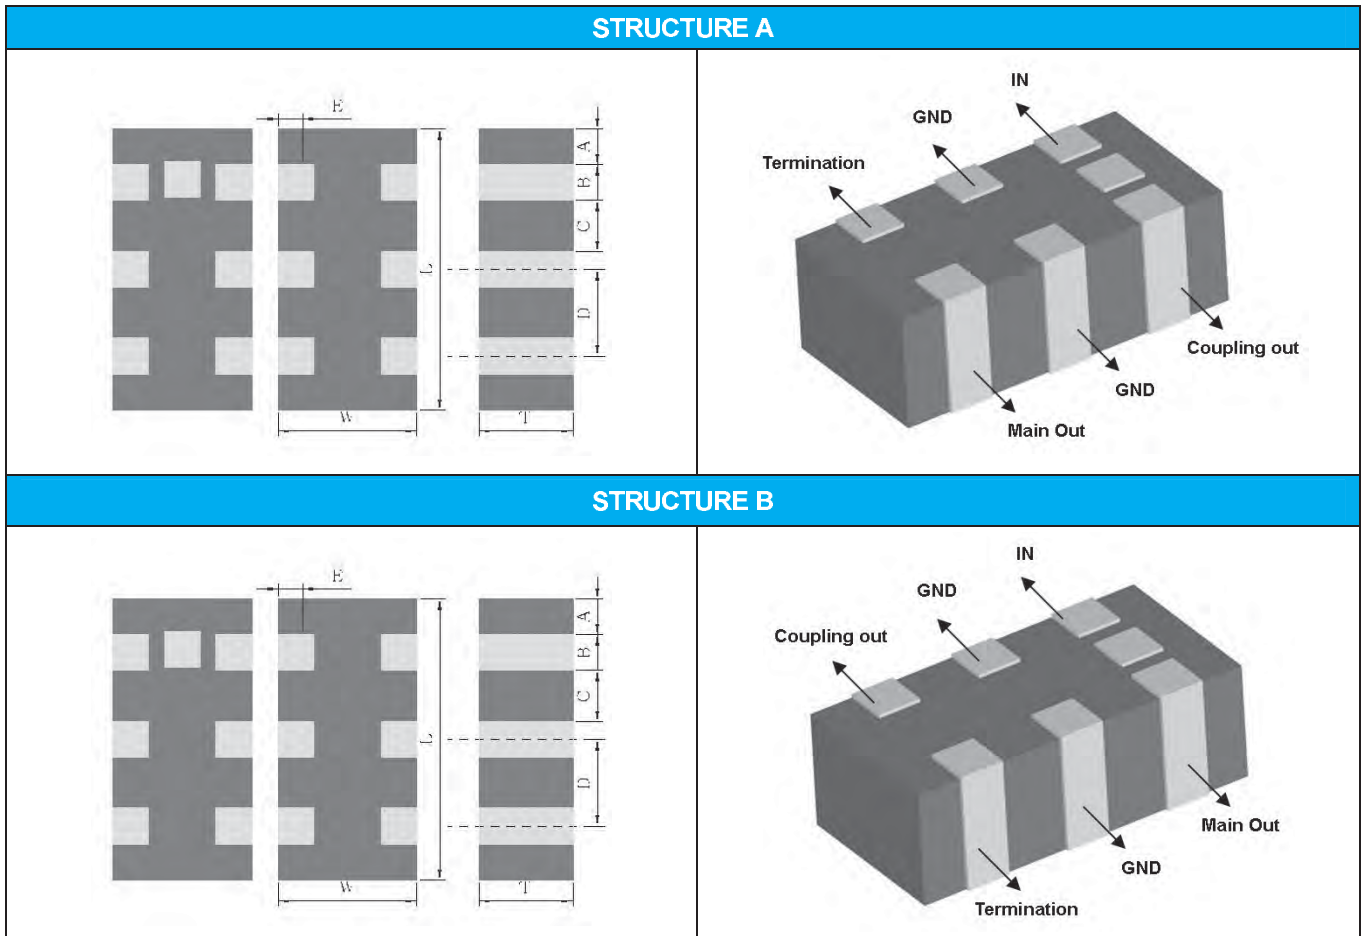 STRUCTURE A
E
A
B
C
L
D
W
T
IN
GND
Termination
Coupling out
GND
Main Out
STRUCTURE B
E
A
B
C
L
D
W
T
IN
GND
Coupling out
Main Out
GND
Termination